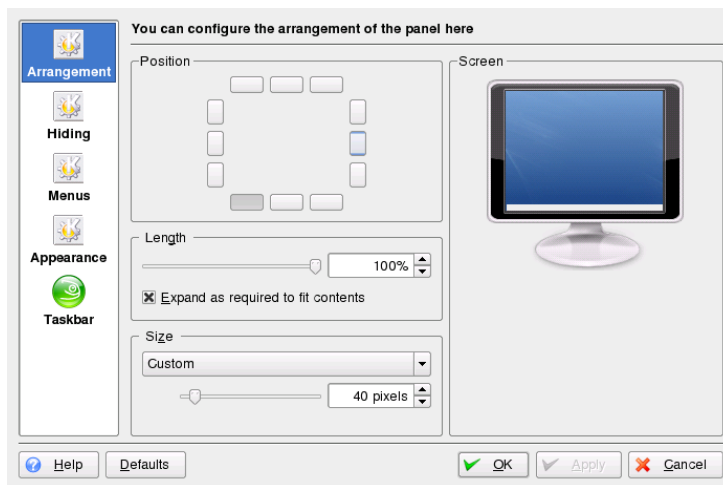 You can configure the arrangement of the panel here
Arrangement
Hiding
Menus
Appearance
Taskbar
Position
Screen
Length
100%
Expand as required to fit contents
Size
Custom
40 pixels
Help
Defaults
OK
Apply
Cancel